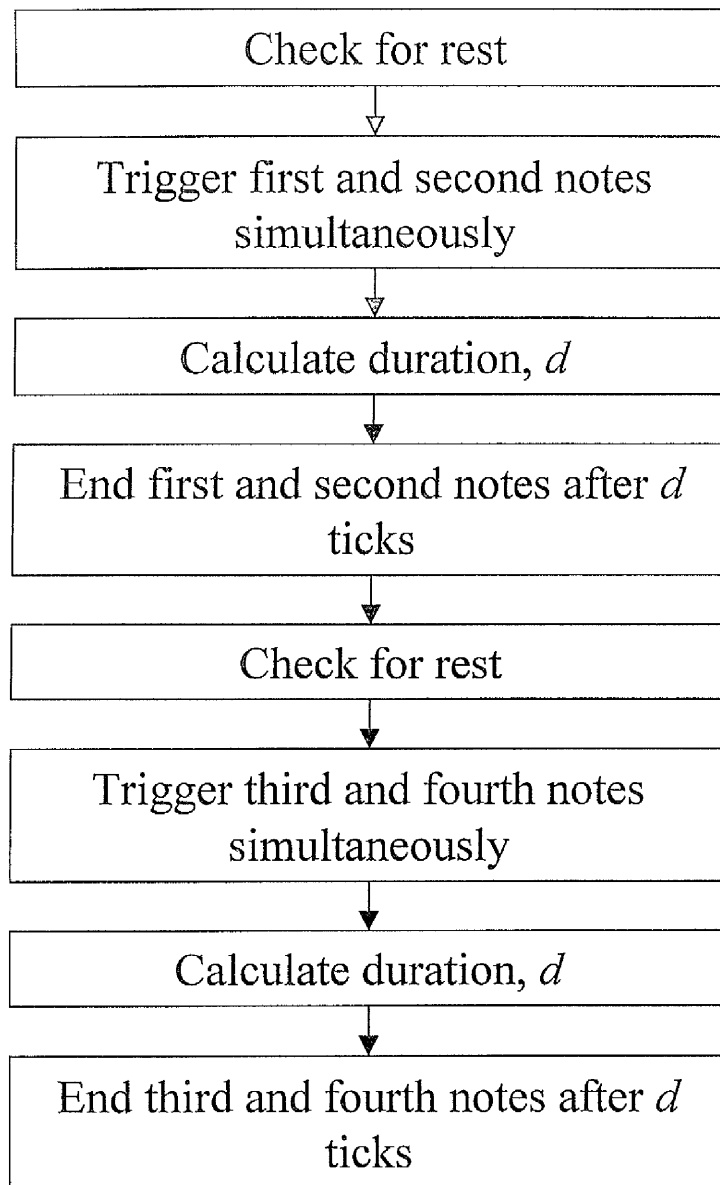 Check for rest
Trigger first and second notes
simultaneously
Calculate duration, d
End first and second notes after d
ticks
Check for rest
Trigger third and fourth notes
simultaneously
Calculate duration, d
End third and fourth notes after d
ticks